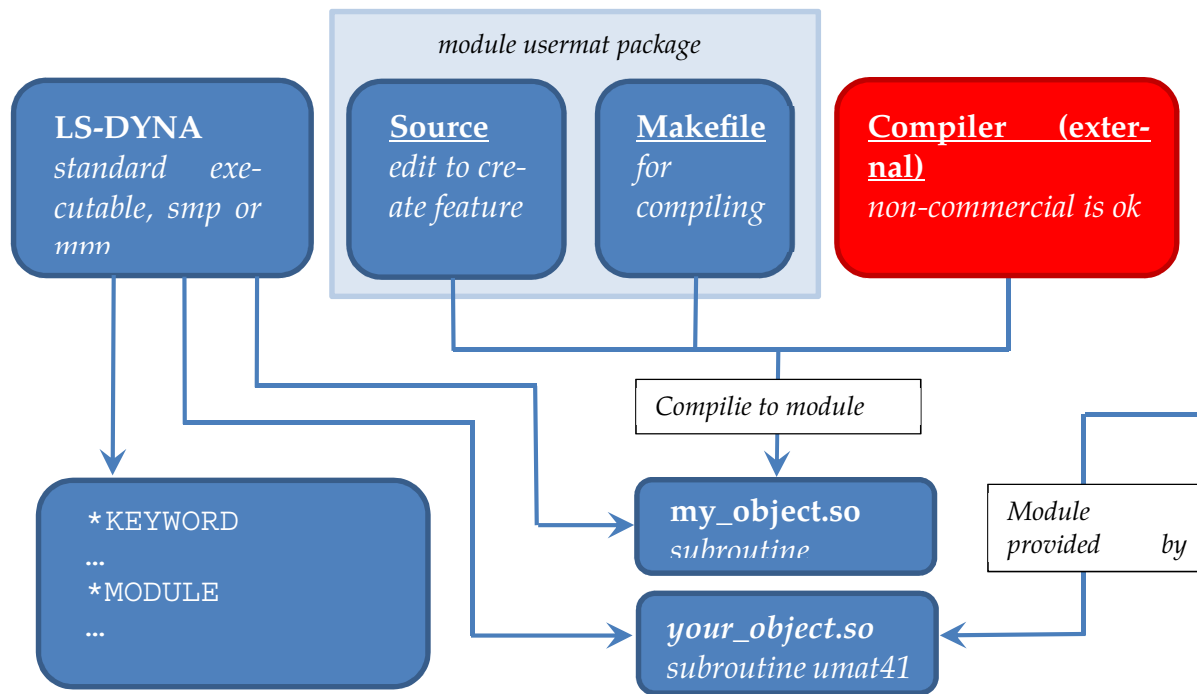 module usermat package
LS-DYNA
standard exe-
cutable, smp or
mpp
Source
edit to cre-
ate feature
Makefile
for
compiling
Compiler (exter-
nal)
non-commercial is ok
Compilie to module
*KEYWORD
…
*MODULE
…
my_object.so
subroutine
Module
provided by
your_object.so
subroutine umat41